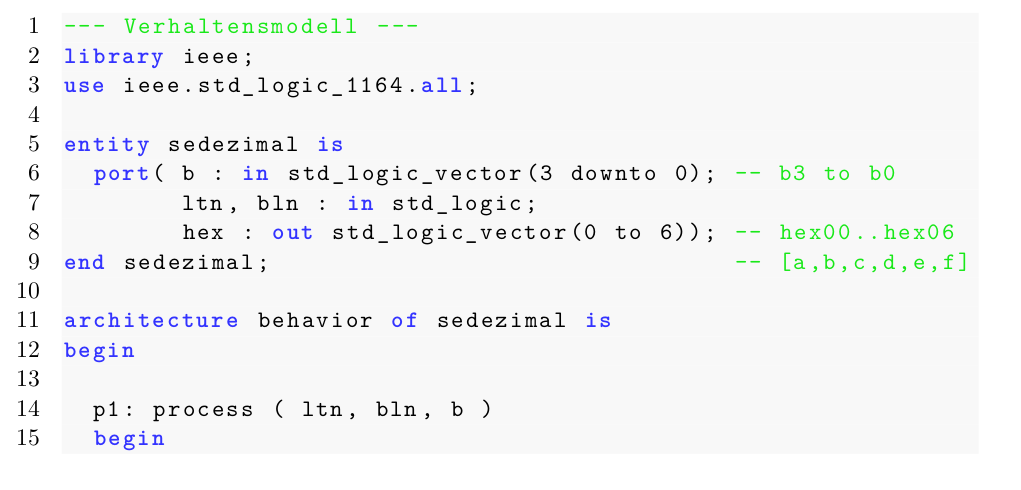 1 --- Verhaltensmodell ---
2 library ieee;
3 use ieee.std_logic_1164.all;
4
5 entity sedezimal is
6   port( b : in std_logic_vector(3 downto 0); -- b3 to b0
7         ltn, bln : in std_logic;
8         hex : out std_logic_vector(0 to 6)); -- hex00..hex06
9 end sedezimal;                               -- [a,b,c,d,e,f]
10
11 architecture behavior of sedezimal is
12 begin
13
14   p1: process ( ltn, bln, b )
15   begin